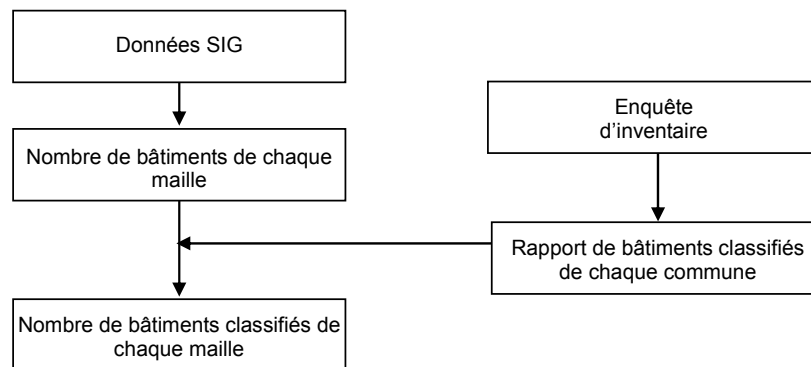 Données SIG
Nombre de bâtiments de chaque
maille
Enquête
d'inventaire
Rapport de bâtiments classifiés
de chaque commune
Nombre de bâtiments classifiés de
chaque maille